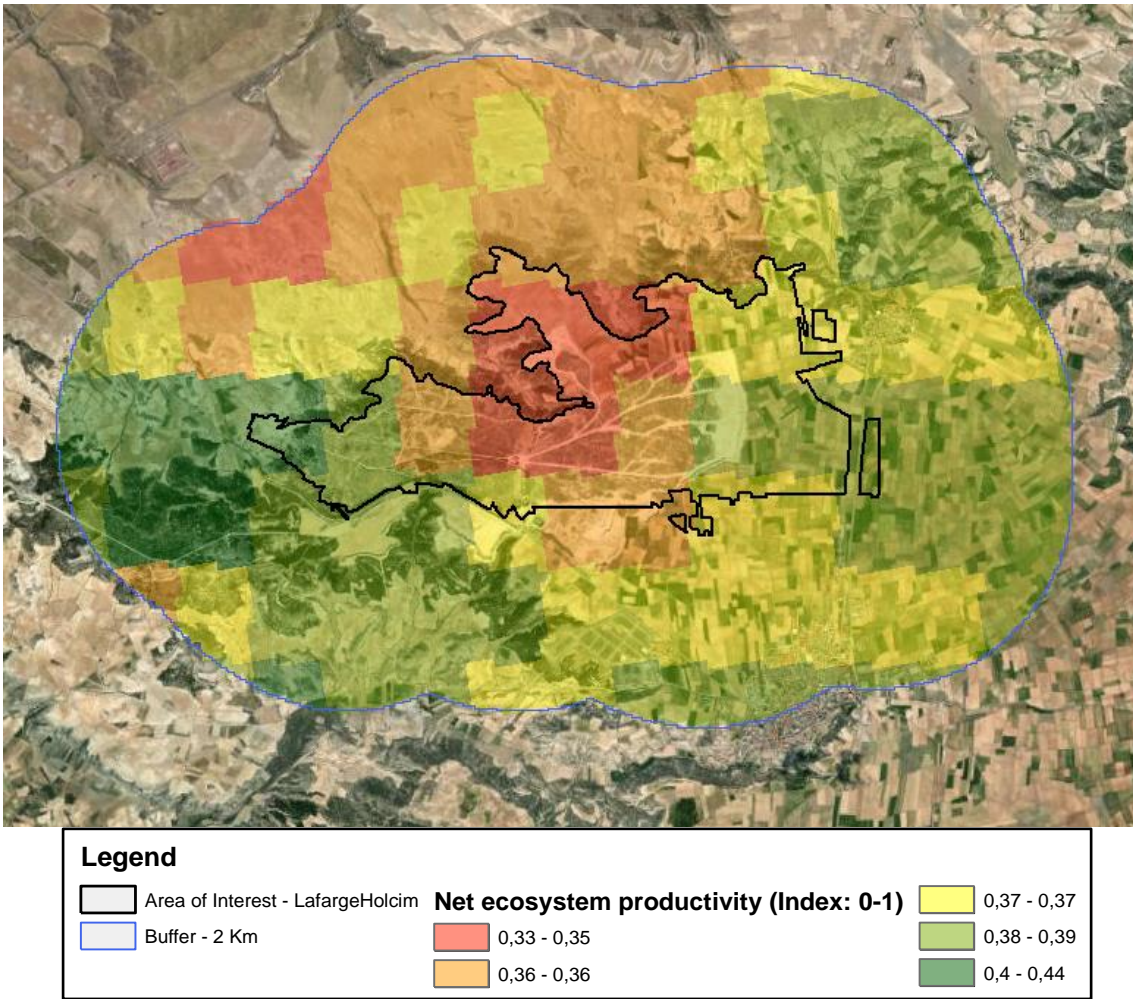 Legend
Area of Interest - LafargeHolcim
Buffer - 2 Km
Net ecosystem productivity (Index: 0-1)
0,33 - 0,35
0,36 - 0,36
0,37 - 0,37
0,38 - 0,39
0,4 - 0,44